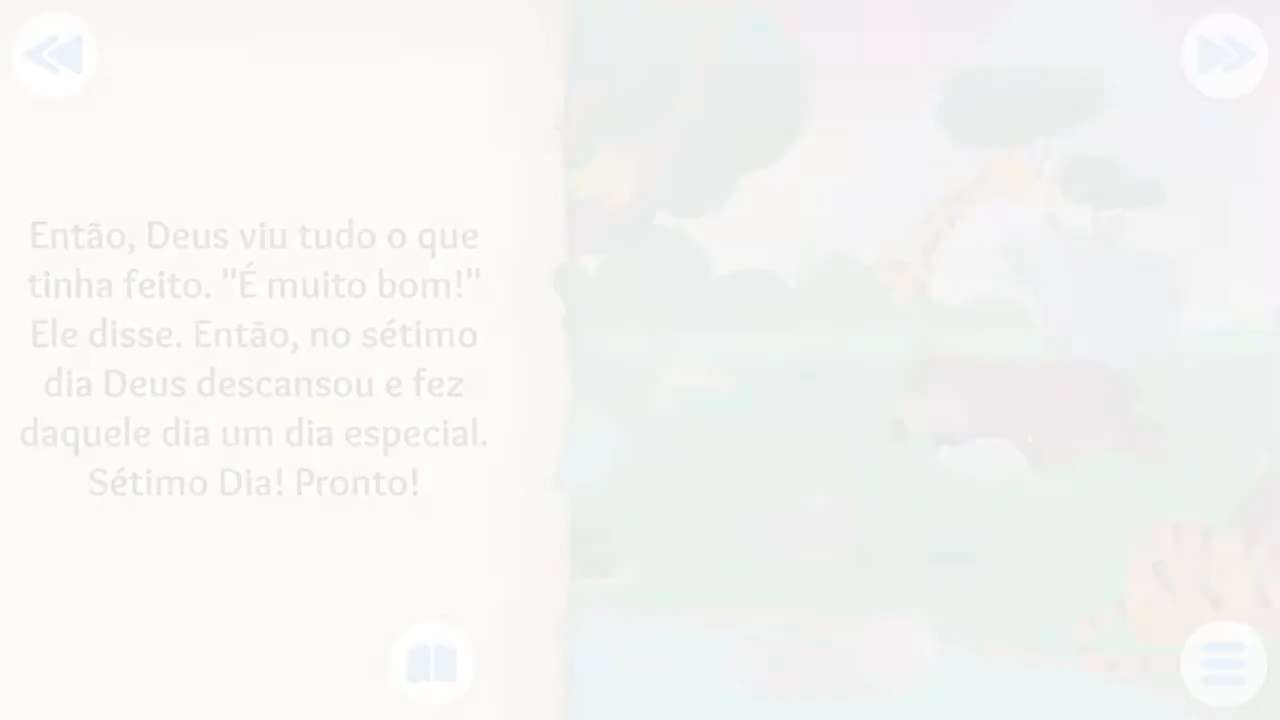 Então, Deus viu tudo o que
tinha feito. "É muito bom!"
Ele disse. Então, no sétimo
dia Deus descansou e fez
daquele dia um dia especial.
Sétimo Dia! Pronto!